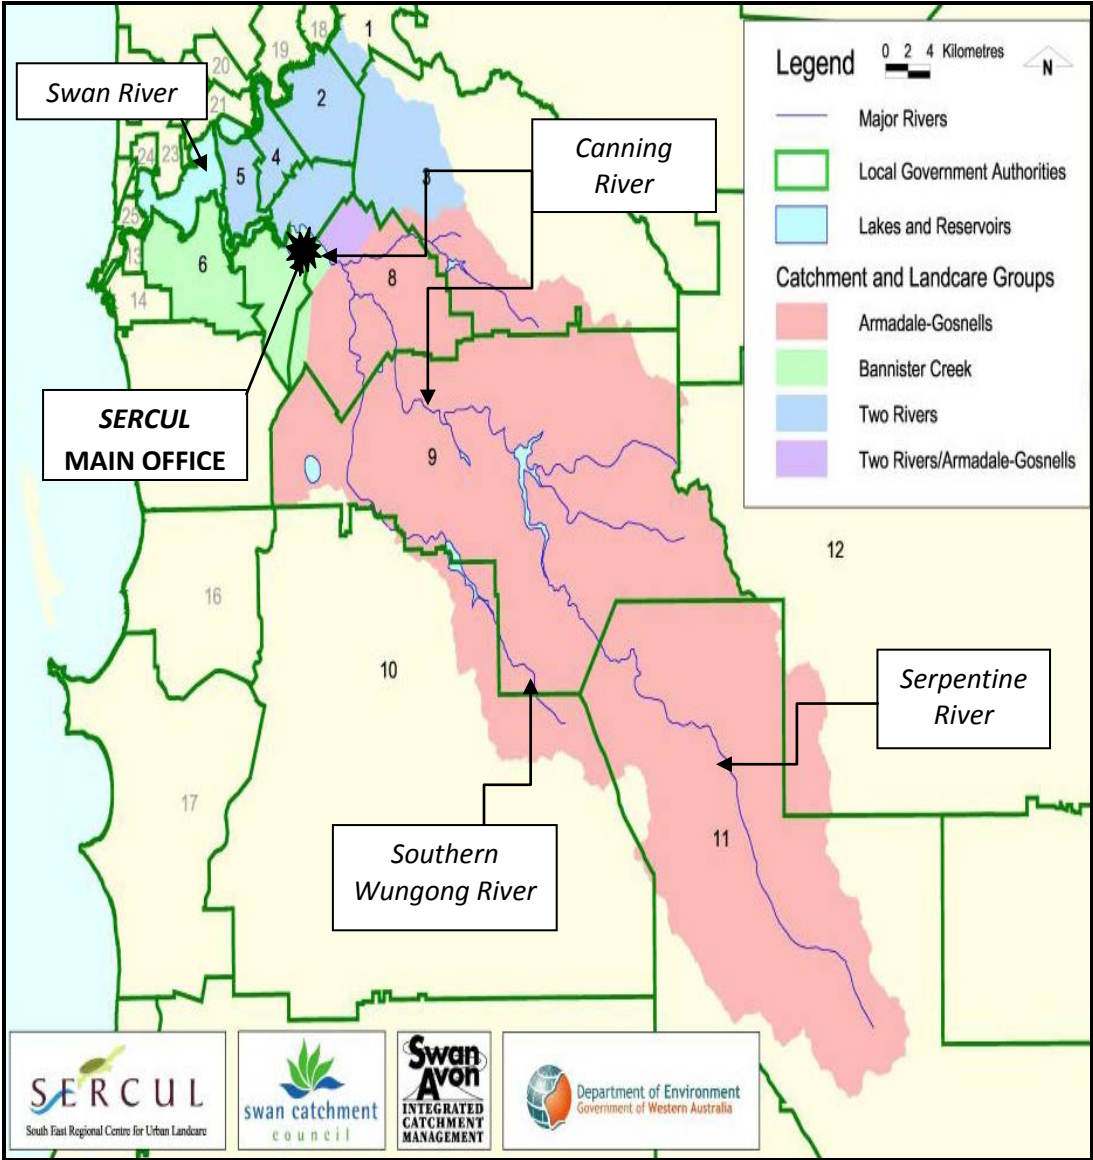 18
1
19
20
21
2
Swan River
24
23
5
4
3
Canning
River
25
13
6
8
14
SERCUL
MAIN OFFICE
9
12
16
10
Serpentine
River
17
11
Southern
Wungong River
Legend
0 2 4 Kilometres
N
Major Rivers
Local Government Authorities
Lakes and Reservoirs
Catchment and Landcare Groups
Armadale-Gosnells
Bannister Creek
Two Rivers
Two Rivers/Armadale-Gosnells
SERCUL
South East Regional Centre for Urban Landcare
swan catchment
council
Swan
Avon
INTEGRATED
CATCHMENT
MANAGEMENT
Department of Environment
Government of Western Australia